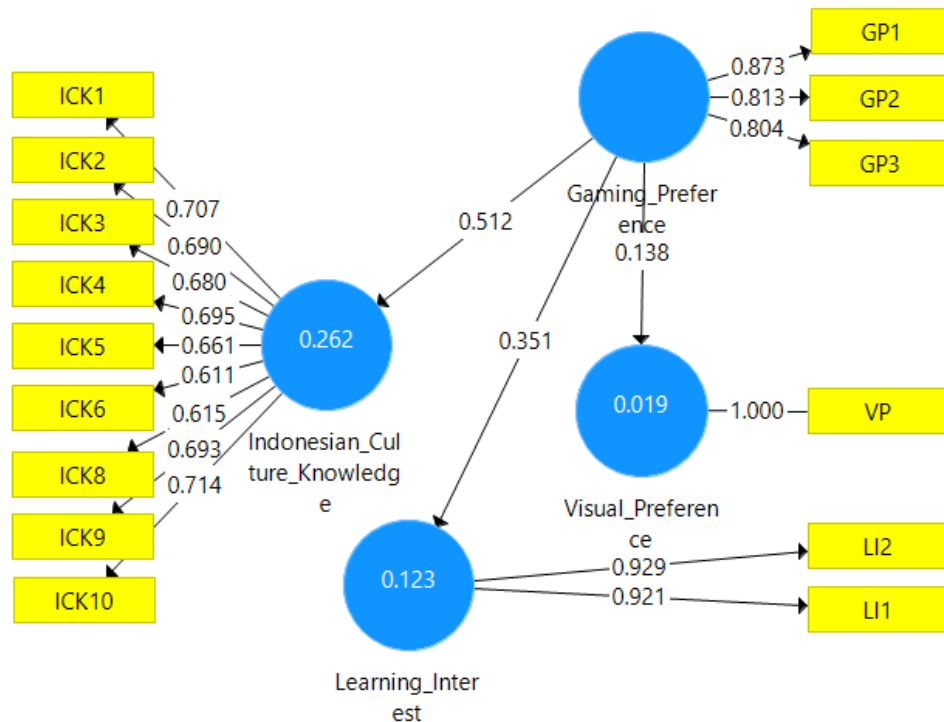 GP1
0.873
GP2
0.813
0.804
GP3
ICK1
ICK2
ICK3
ICK4
ICK5
ICK6
ICK8
ICK9
ICK10
0.707
0.690
0.680
0.695
0.661
0.611
0.615
0.693
0.714
Gaming_Prefer
ence
0.512
0.138
0.351
0.262
Indonesian_Cul
ture_Knowledg
e
0.019
1.000
VP
Visual_Preferen
ce
0.123
Learning_Inter
est
0.929
0.921
LI2
LI1